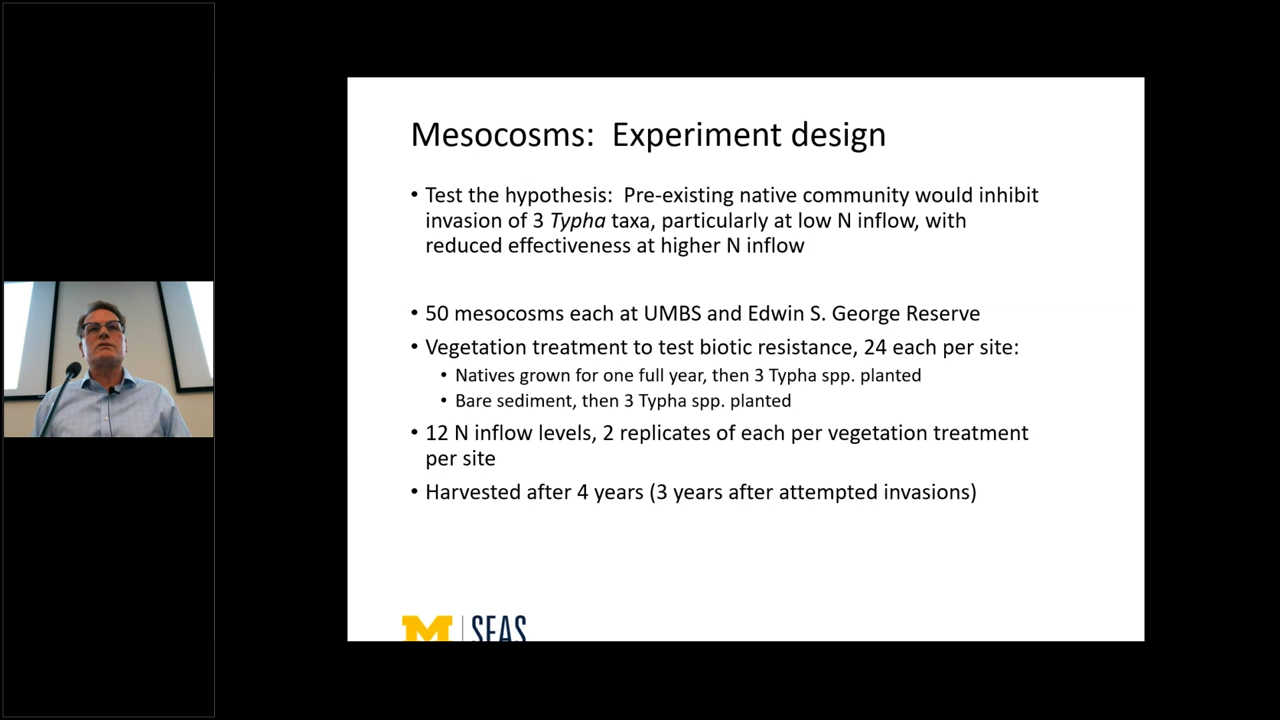 Mesocosms: Experiment design
• Test the hypothesis: Pre-existing native community would inhibit
invasion of 3 Typha taxa, particularly at low N inflow, with
reduced effectiveness at higher N inflow
• 50 mesocosms each at UMBS and Edwin S. George Reserve
• Vegetation treatment to test biotic resistance, 24 each per site:
• Natives grown for one full year, then 3 Typha spp. planted
• Bare sediment, then 3 Typha spp. planted
• 12 N inflow levels, 2 replicates of each per vegetation treatment
per site
• Harvested after 4 years (3 years after attempted invasions)
M | SEAS